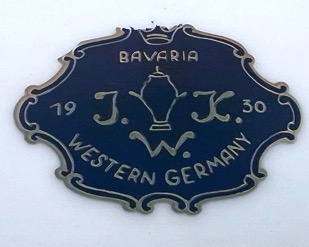 BAVARIA
19 J. K. 30
W.
WESTERN GERMANY